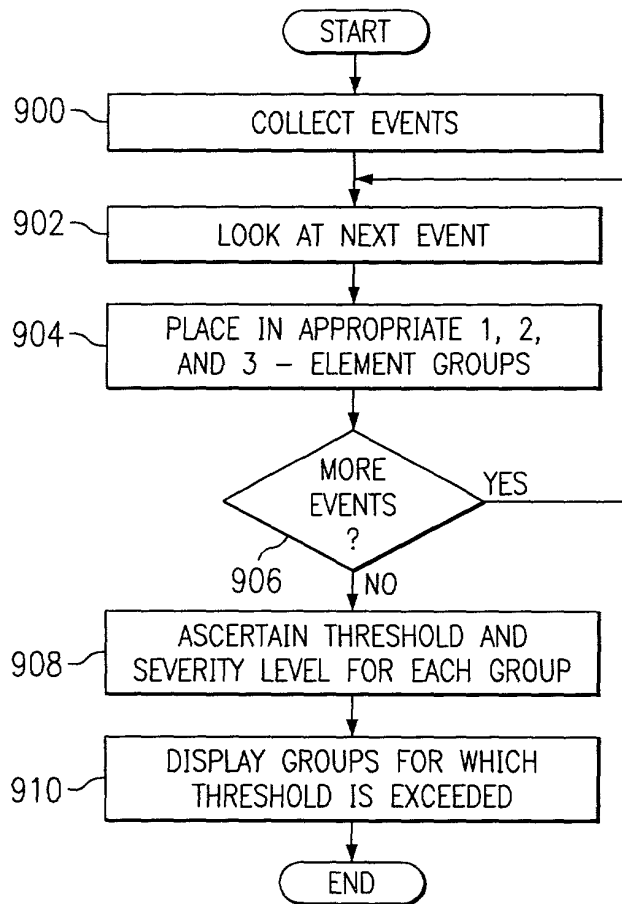 START
900
COLLECT EVENTS
902
LOOK AT NEXT EVENT
904
PLACE IN APPROPRIATE 1, 2,
AND 3 – ELEMENT GROUPS
MORE
EVENTS
?
YES
906
NO
908
ASCERTAIN THRESHOLD AND
SEVERITY LEVEL FOR EACH GROUP
910
DISPLAY GROUPS FOR WHICH
THRESHOLD IS EXCEEDED
END